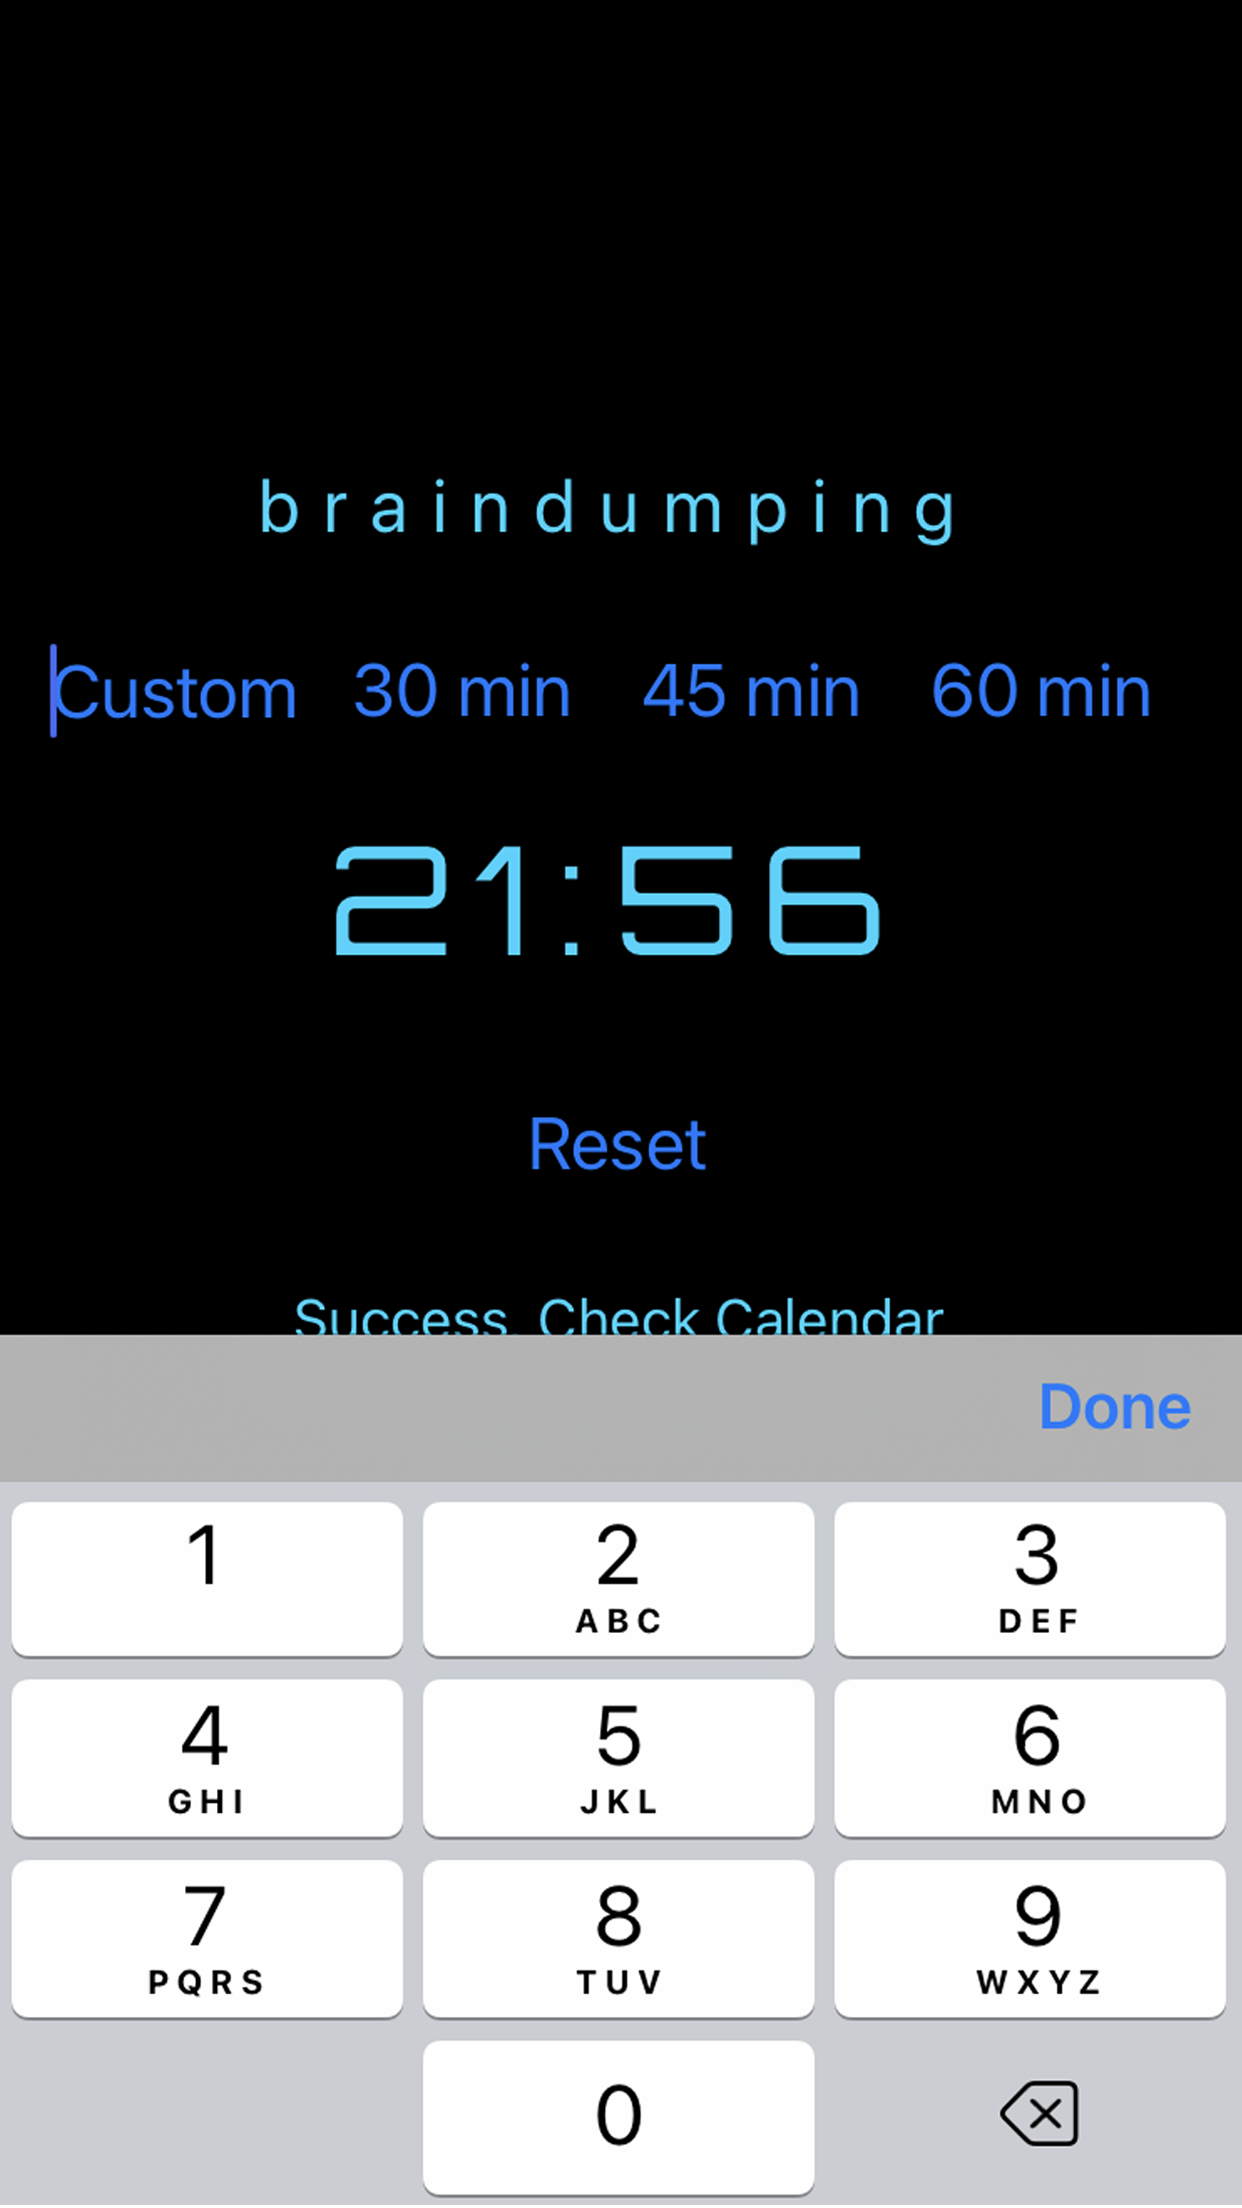 braindumping
Custom 30 min 45 min 60 min
21:56
Reset
Success. Check Calendar
Done
1 2 3
ABC DEF
4 5 6
GHI JKL MNO
7 8 9
PQRS TUV WXYZ
0